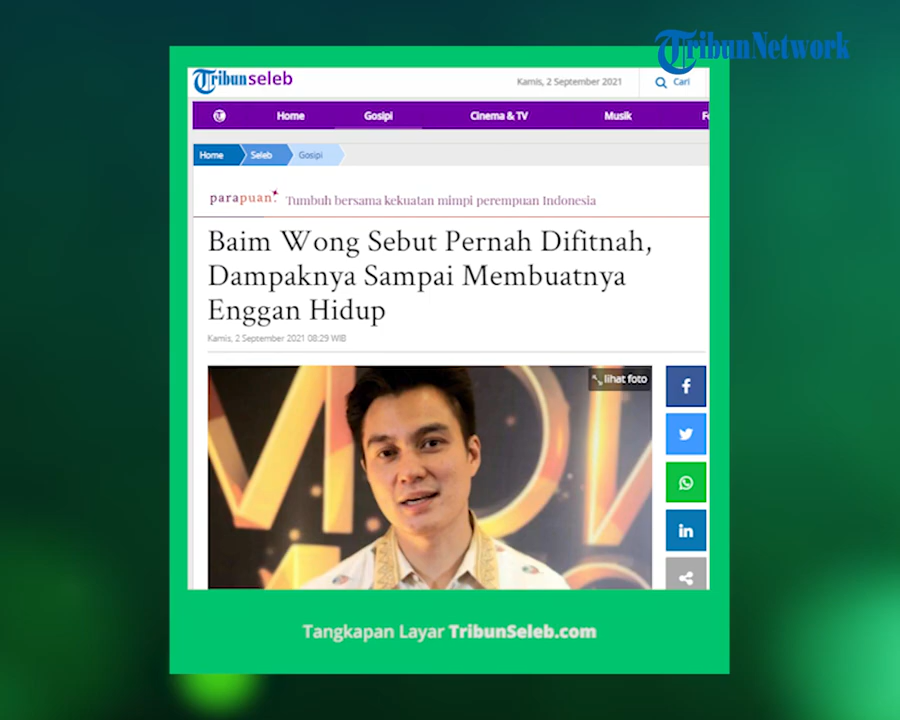 TribunNetwork
Tribunseleb
Kamis, 2 September 2021
Cari
Home Gosipi Cinema & TV Musik
Home Seleb Gosipi
parapuan. Tumbuh bersama kekuatan mimpi perempuan Indonesia
Baim Wong Sebut Pernah Difitnah,
Dampaknya Sampai Membuatnya
Enggan Hidup
Kamis, 2 September 2021 08:29 WIB
lihat foto
Tangkapan Layar TribunSeleb.com